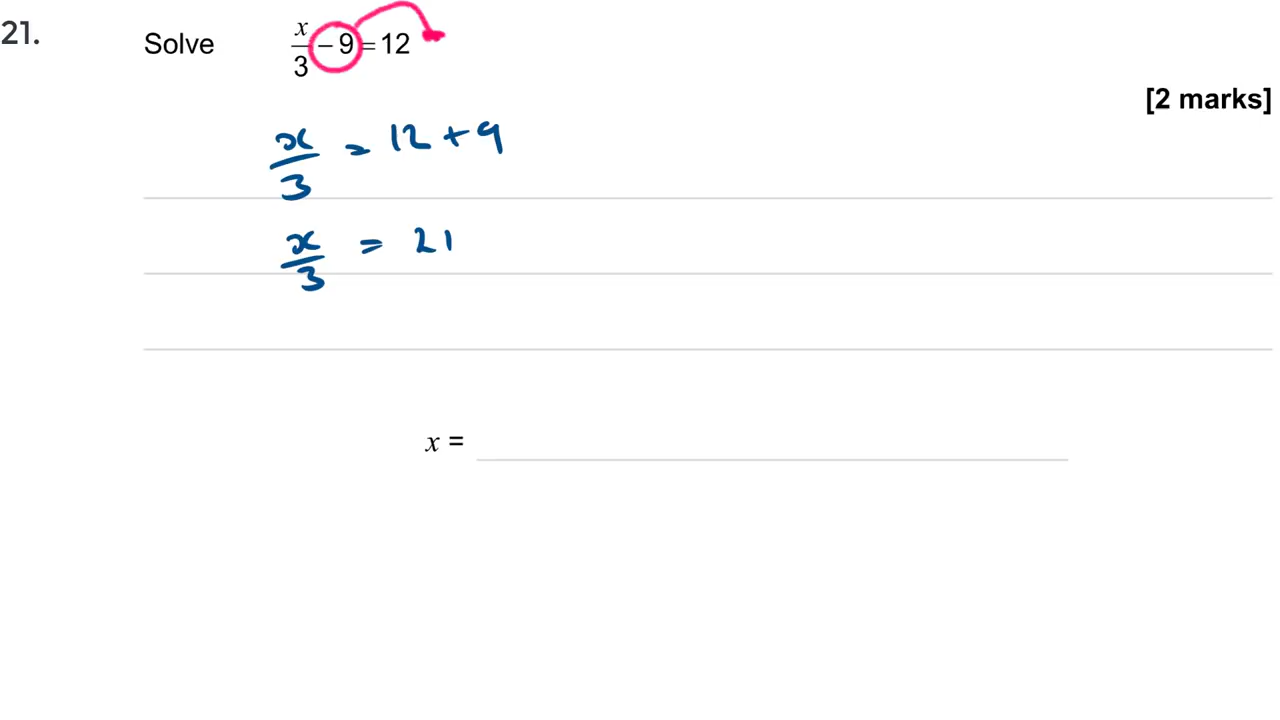 21. Solve x/3 − 9 = 12
[2 marks]
x/3 = 12 + 9
x/3 = 21
x =